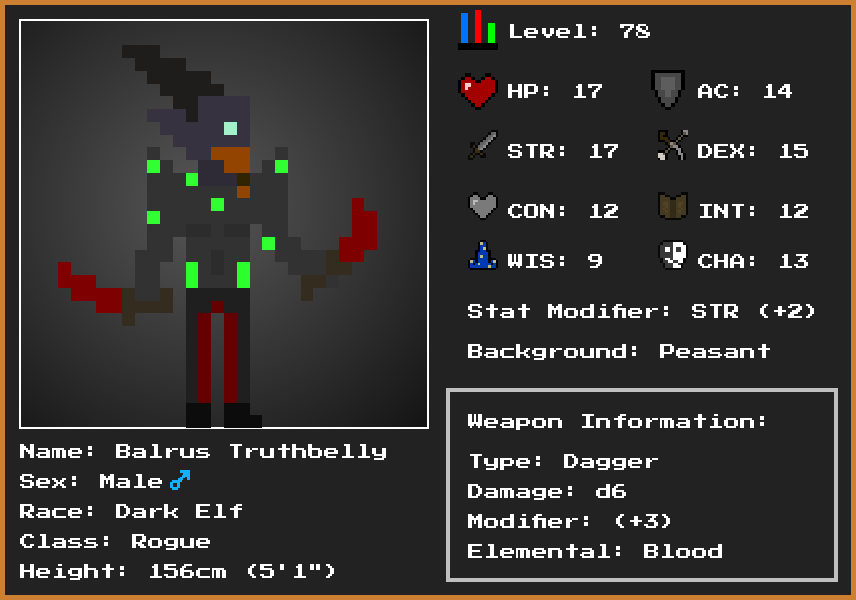 Level: 78
HP: 17
AC: 14
STR: 17
DEX: 15
CON: 12
INT: 12
WIS: 9
CHA: 13
Stat Modifier: STR (+2)
Background: Peasant
Weapon Information:
Type: Dagger
Damage: d6
Modifier: (+3)
Elemental: Blood
Name: Balrus Truthbelly
Sex: Male♂
Race: Dark Elf
Class: Rogue
Height: 156cm (5'1")